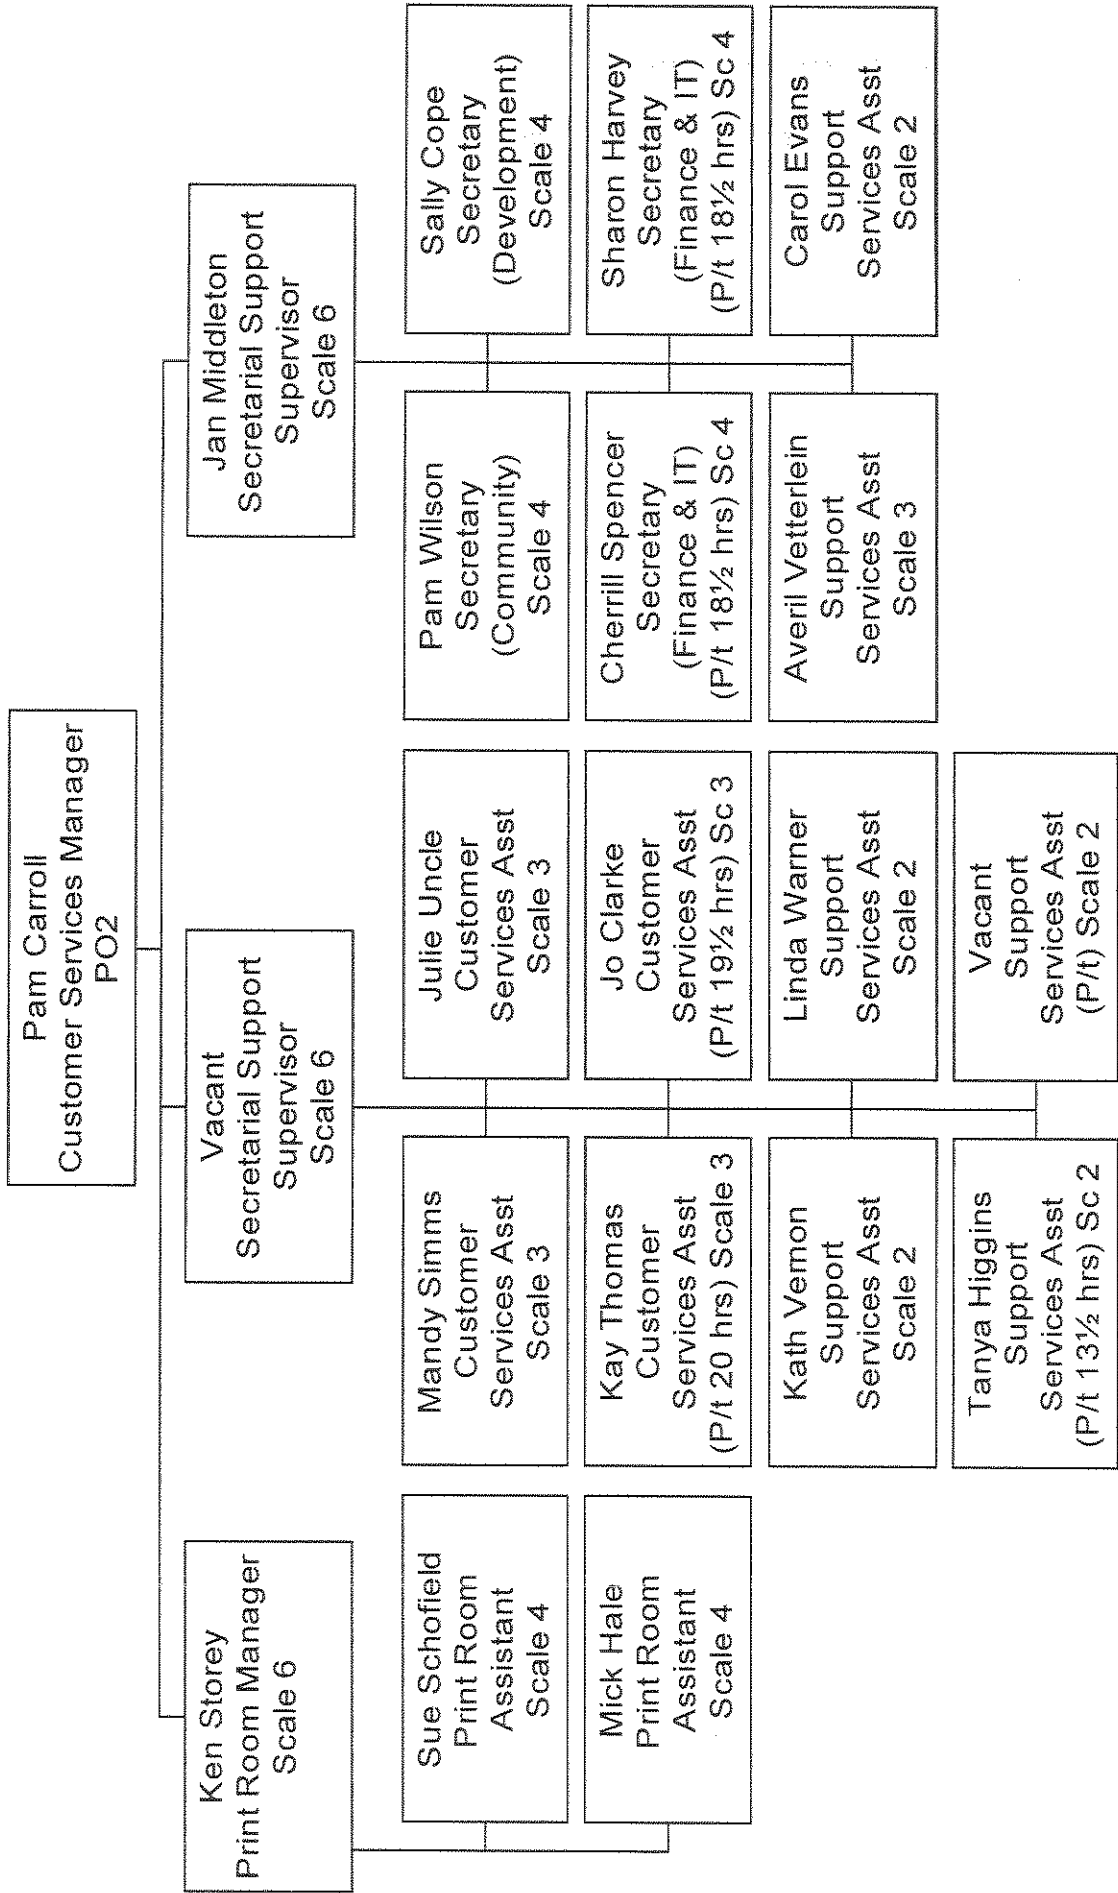 Pam Carroll
Customer Services Manager
PO2
Ken Storey
Print Room Manager
Scale 6
Vacant
Secretarial Support
Supervisor
Scale 6
Jan Middleton
Secretarial Support
Supervisor
Scale 6
Sue Schofield
Print Room
Assistant
Scale 4
Mick Hale
Print Room
Assistant
Scale 4
Mandy Simms
Customer
Services Asst
Scale 3
Julie Uncle
Customer
Services Asst
Scale 3
Kay Thomas
Customer
Services Asst
(P/t 20 hrs) Scale 3
Jo Clarke
Customer
Services Asst
(P/t 19½ hrs) Sc 3
Kath Vernon
Support
Services Asst
Scale 2
Linda Warner
Support
Services Asst
Scale 2
Tanya Higgins
Support
Services Asst
(P/t 13½ hrs) Sc 2
Vacant
Support
Services Asst
(P/t) Scale 2
Pam Wilson
Secretary
(Community)
Scale 4
Sally Cope
Secretary
(Development)
Scale 4
Cherrill Spencer
Secretary
(Finance & IT)
(P/t 18½ hrs) Sc 4
Sharon Harvey
Secretary
(Finance & IT)
(P/t 18½ hrs) Sc 4
Averil Vetterlein
Support
Services Asst
Scale 3
Carol Evans
Support
Services Asst
Scale 2